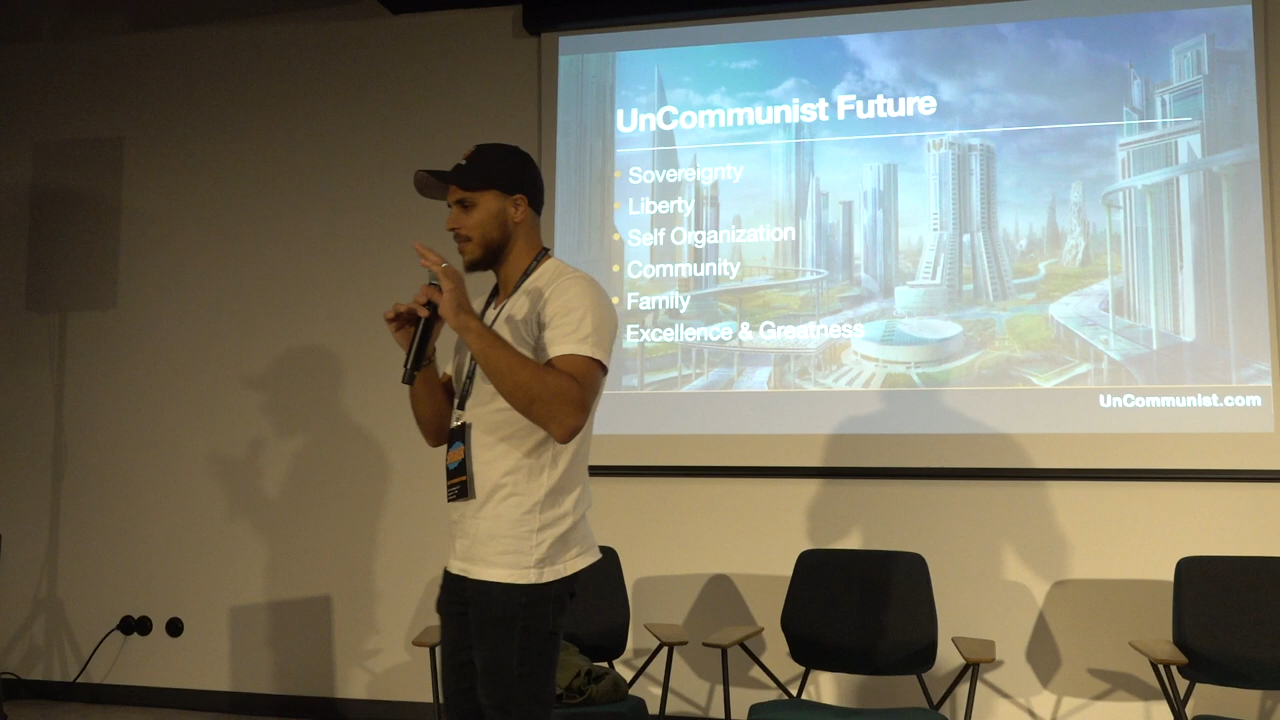 UnCommunist Future
Sovereignty
Liberty
Self Organization
Community
Family
Excellence & Greatness
UnCommunist.com